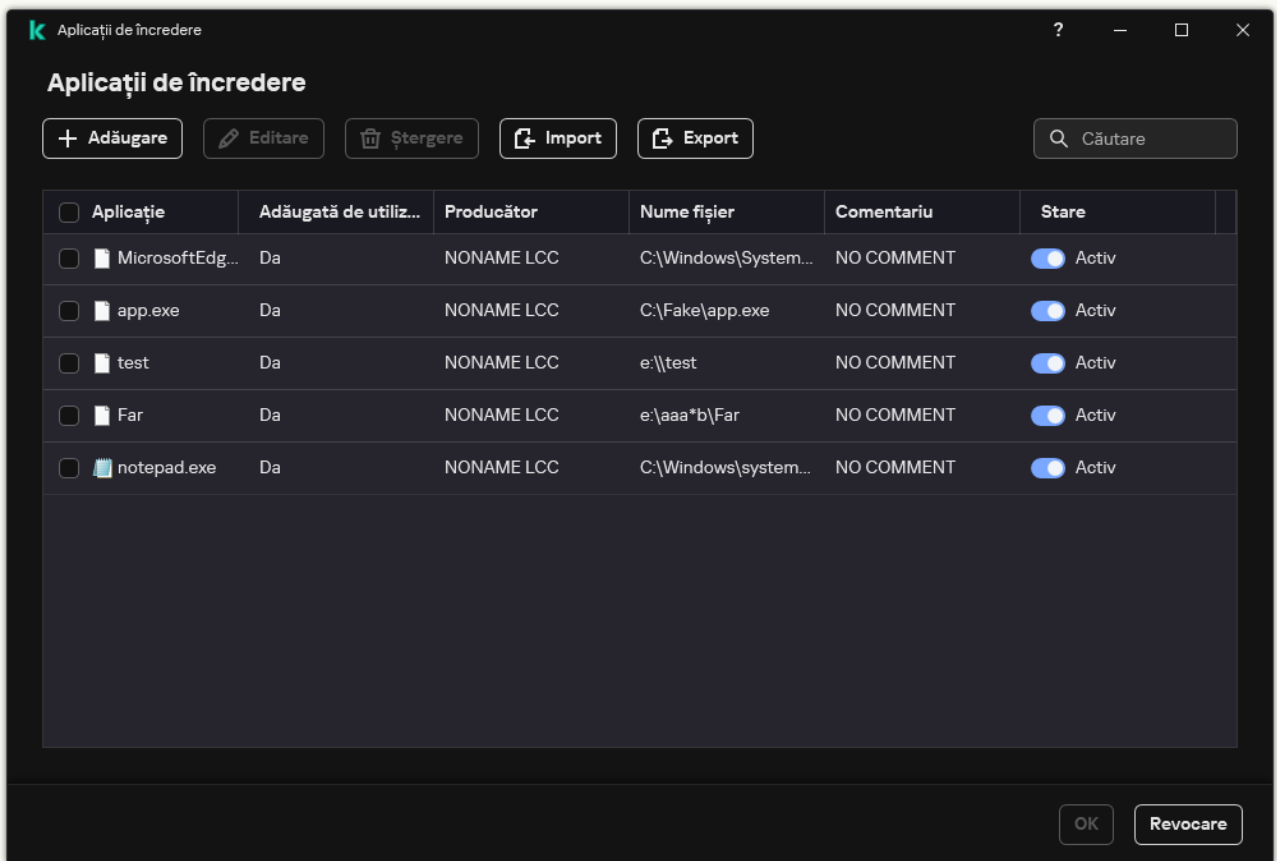 Aplicații de încredere
?
Aplicații de încredere
Adăugare Editare Ștergere Import Export Căutare
Aplicație Adăugată de utiliz... Producător Nume fișier Comentariu Stare
MicrosoftEdg... Da NONAME LCC C:\Windows\System... NO COMMENT Activ
app.exe Da NONAME LCC C:\Fake\app.exe NO COMMENT Activ
test Da NONAME LCC e:\\test NO COMMENT Activ
Far Da NONAME LCC e:\aaa*b\Far NO COMMENT Activ
notepad.exe Da NONAME LCC C:\Windows\system... NO COMMENT Activ
OK Revocare